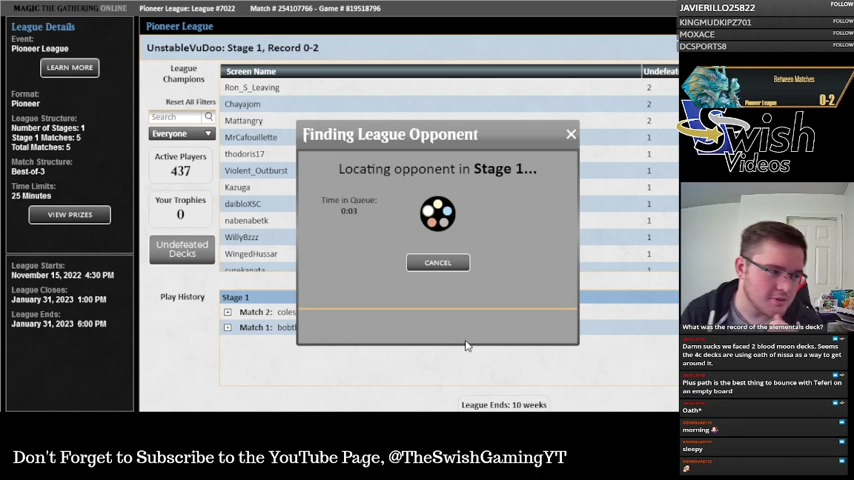 MAGIC THE GATHERING ONLINE
Pioneer League: League #7022
Match # 254107766 - Game # 819518796
League Details
Event:
Pioneer League
LEARN MORE
Format:
Pioneer
League Structure:
Number of Stages: 1
Stage 1 Matches: 5
Total Matches: 5
Match Structure:
Best-of-3
Time Limits:
25 Minutes
VIEW PRIZES
League Starts:
November 15, 2022 4:30 PM
League Closes:
January 31, 2023 1:00 PM
League Ends:
January 31, 2023 6:00 PM
Pioneer League
UnstableVuDoo: Stage 1, Record 0-2
League
Champions
Reset All Filters
Search
Everyone
Active Players
437
Your Trophies
0
Undefeated
Decks
Screen Name
Undefeat
Ron_S_Leaving 2
Chayajom 2
Mattangry 2
MrCafouillette 1
thodoris17 1
Violent_Outburst 1
Kazuga 1
daibloXSC 1
nabenabetk 1
WillyBzzz 1
WingedHussar 1
Play History
Stage 1
Match 2: coles
Match 1: bobt
League Ends: 10 weeks
Finding League Opponent
Locating opponent in Stage 1...
Time in Queue:
0:03
CANCEL
JAVIERILLO25822 FOLLOW
KINGMUDKIPZ701 FOLLOW
MOXACE FOLLOW
DCSPORTS8 FOLLOW
Between Matches
Pioneer League
0-2
Swish
Videos
What was the record of the elementals deck?
Damn sucks we faced 2 blood moon decks. Seems
the 4c decks are using oath of nissa as a way to get
around it.
Plus path is the best thing to bounce with Teferi on
an empty board
Oath*
morning
sleepy
Don't Forget to Subscribe to the YouTube Page, @TheSwishGamingYT